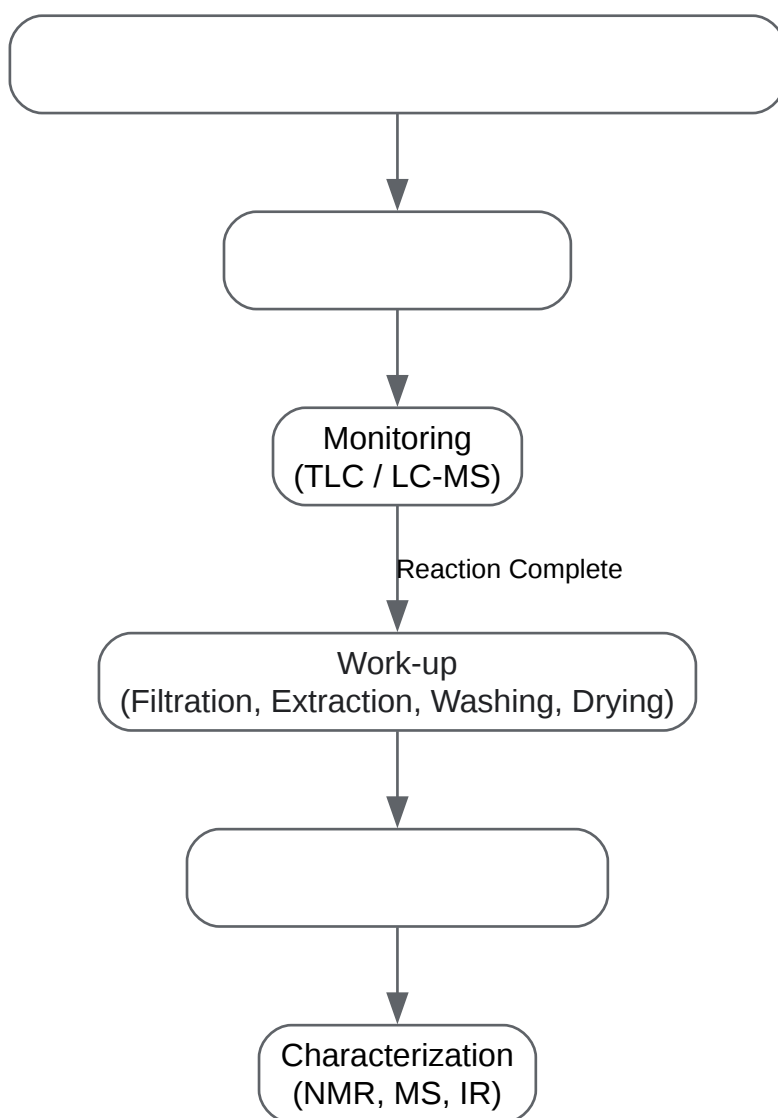 Monitoring
(TLC / LC-MS)
Reaction Complete
Work-up
(Filtration, Extraction, Washing, Drying)
Characterization
(NMR, MS, IR)